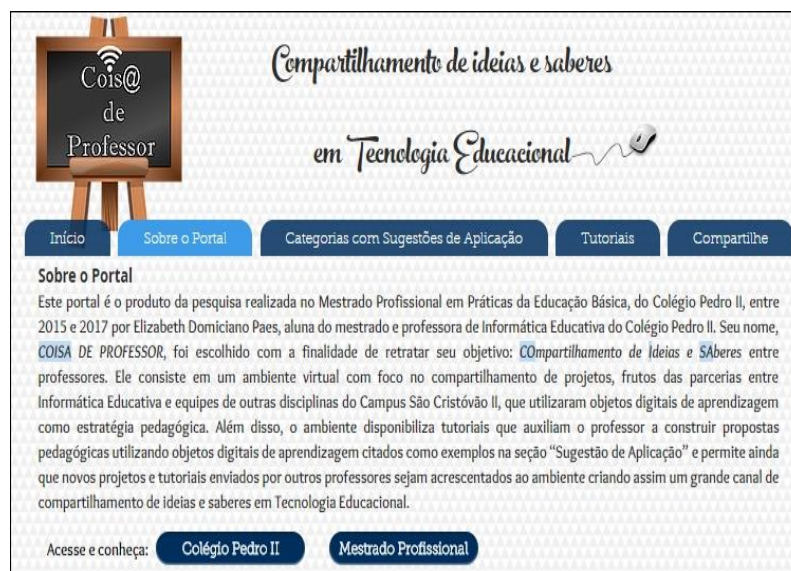 Cois@
de
Professor
Compartilhamento de ideias e saberes
em Tecnologia Educacional
Início
Sobre o Portal
Categorias com Sugestões de Aplicação
Tutoriais
Compartilhe
Sobre o Portal
Este portal é o produto da pesquisa realizada no Mestrado Profissional em Práticas da Educação Básica, do Colégio Pedro II, entre
2015 e 2017 por Elizabeth Domiciano Paes, aluna do mestrado e professora de Informática Educativa do Colégio Pedro II. Seu nome,
COISA DE PROFESSOR, foi escolhido com a finalidade de retratar seu objetivo: COmpartilhamento de Ideias e SAberes entre
professores. Ele consiste em um ambiente virtual com foco no compartilhamento de projetos, frutos das parcerias entre
Informática Educativa e equipes de outras disciplinas do Campus São Cristóvão II, que utilizaram objetos digitais de aprendizagem
como estratégia pedagógica. Além disso, o ambiente disponibiliza tutoriais que auxiliam o professor a construir propostas
pedagógicas utilizando objetos digitais de aprendizagem citados como exemplos na seção “Sugestão de Aplicação” e permite ainda
que novos projetos e tutoriais enviados por outros professores sejam acrescentados ao ambiente criando assim um grande canal de
compartilhamento de ideias e saberes em Tecnologia Educacional.
Acesse e conheça: Colégio Pedro II Mestrado Profissional